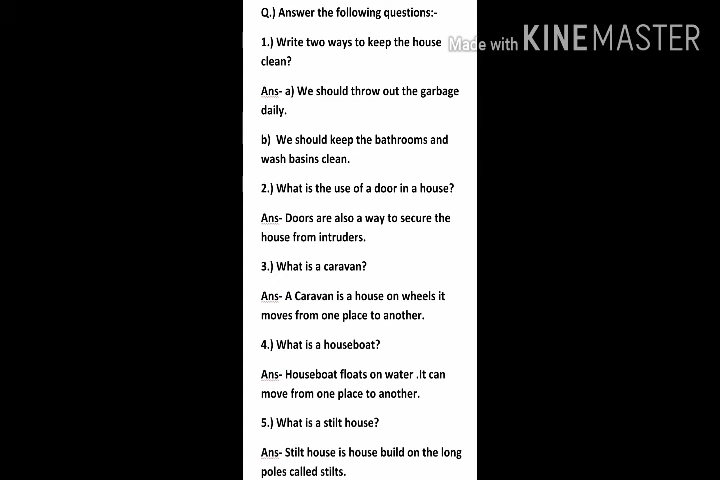 Q.) Answer the following questions:-
Made with KINEMASTER
1.) Write two ways to keep the house
clean?
Ans- a) We should throw out the garbage
daily.
b)  We should keep the bathrooms and
wash basins clean.
2.) What is the use of a door in a house?
Ans- Doors are also a way to secure the
house from intruders.
3.) What is a caravan?
Ans- A Caravan is a house on wheels it
moves from one place to another.
4.) What is a houseboat?
Ans- Houseboat floats on water .It can
move from one place to another.
5.) What is a stilt house?
Ans- Stilt house is house build on the long
poles called stilts.